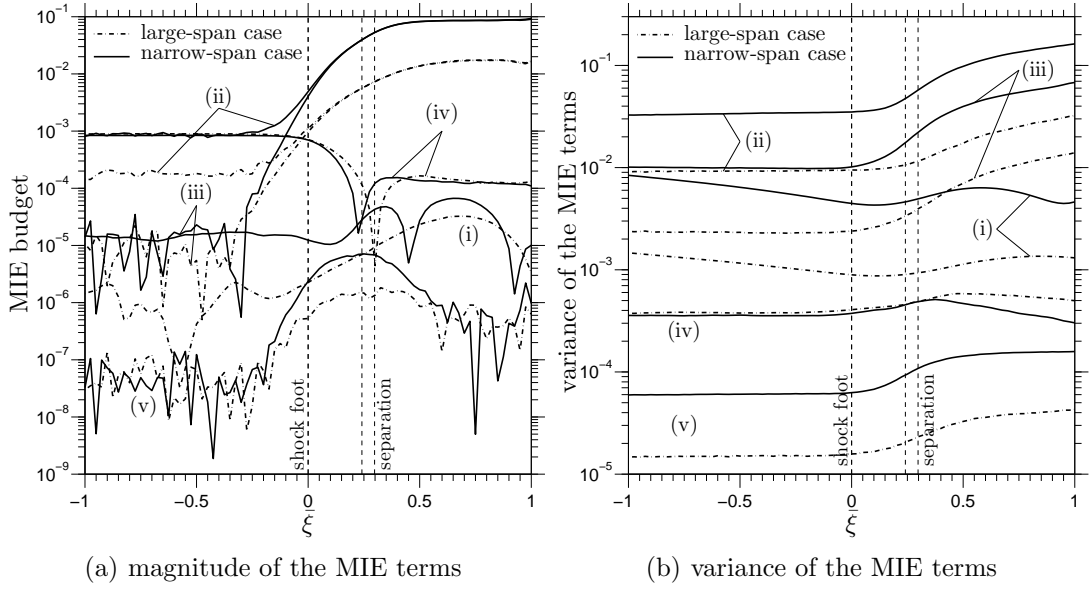 large-span case
narrow-span case
(ii)
(iii)
(iv)
(i)
(v)
shock foot
separation
MIE budget
10⁻¹
10⁻²
10⁻³
10⁻⁴
10⁻⁵
10⁻⁶
10⁻⁷
10⁻⁸
10⁻⁹
-1 -0.5 0 0.5 1
ξ̄
(a) magnitude of the MIE terms
large-span case
narrow-span case
(iii)
(ii)
(i)
(iv)
(v)
shock foot
separation
variance of the MIE terms
10⁻¹
10⁻²
10⁻³
10⁻⁴
10⁻⁵
-1 -0.5 0 0.5 1
ξ̄
(b) variance of the MIE terms